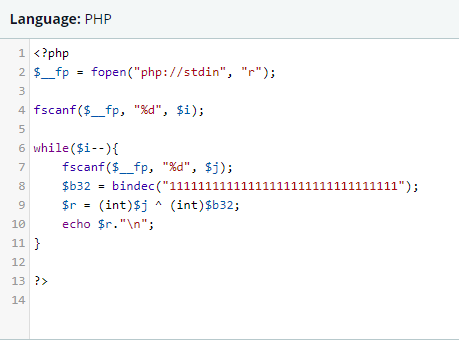 Language: PHP
1 <?php
2 $__fp = fopen("php://stdin", "r");
3
4 fscanf($__fp, "%d", $i);
5
6 while($i--){
7     fscanf($__fp, "%d", $j);
8     $b32 = bindec("11111111111111111111111111111111");
9     $r = (int)$j ^ (int)$b32;
10     echo $r."\n";
11 }
12
13 ?>
14